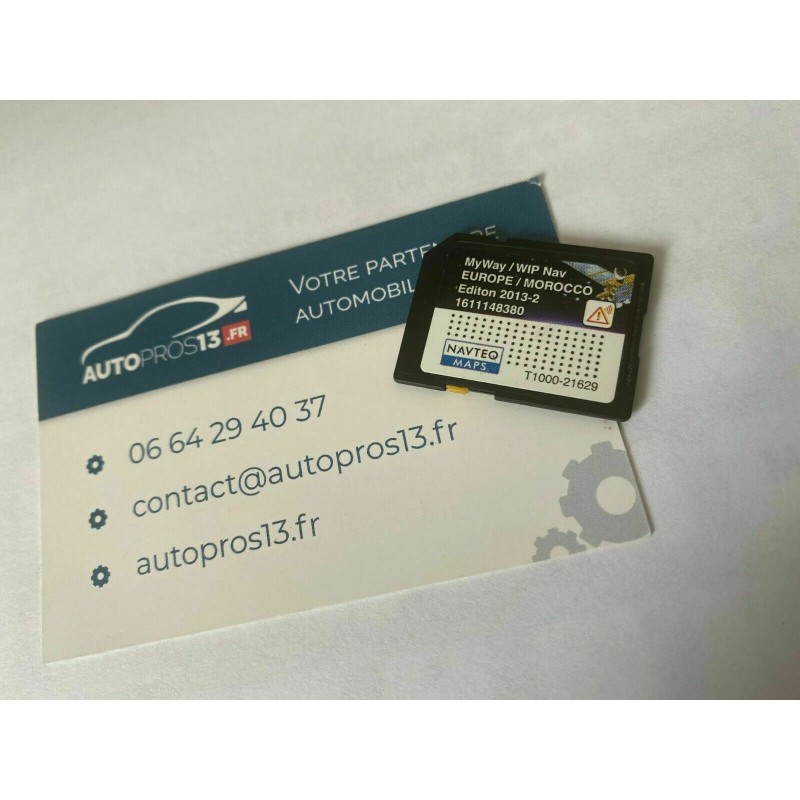 VOTRE PARTE
AUTOMOBIL
AUTOPROS13.FR
06 64 29 40 37
contact@autopros13.fr
autopros13.fr
MyWay / WIP Nav
EUROPE / MOROCCO
Editon 2013-2
1611148380
NAVTEQ
MAPS.
T1000-21629